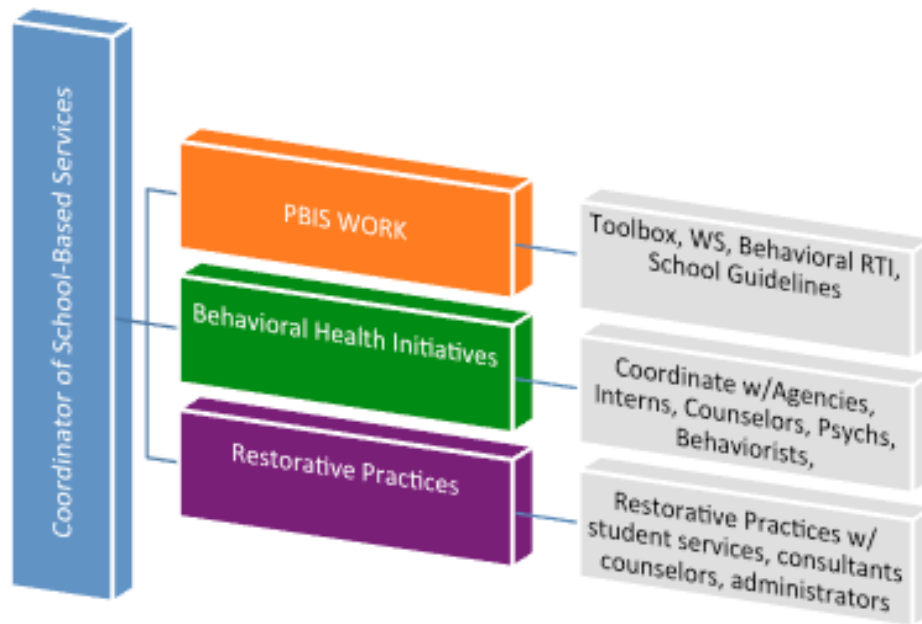 Coordinator of School-Based Services
PBIS WORK
Toolbox, WS, Behavioral RTI,
School Guidelines
Behavioral Health Initiatives
Coordinate w/Agencies,
Interns, Counselors, Psychs,
Behaviorists,
Restorative Practices
Restorative Practices w/
student services, consultants
counselors, administrators